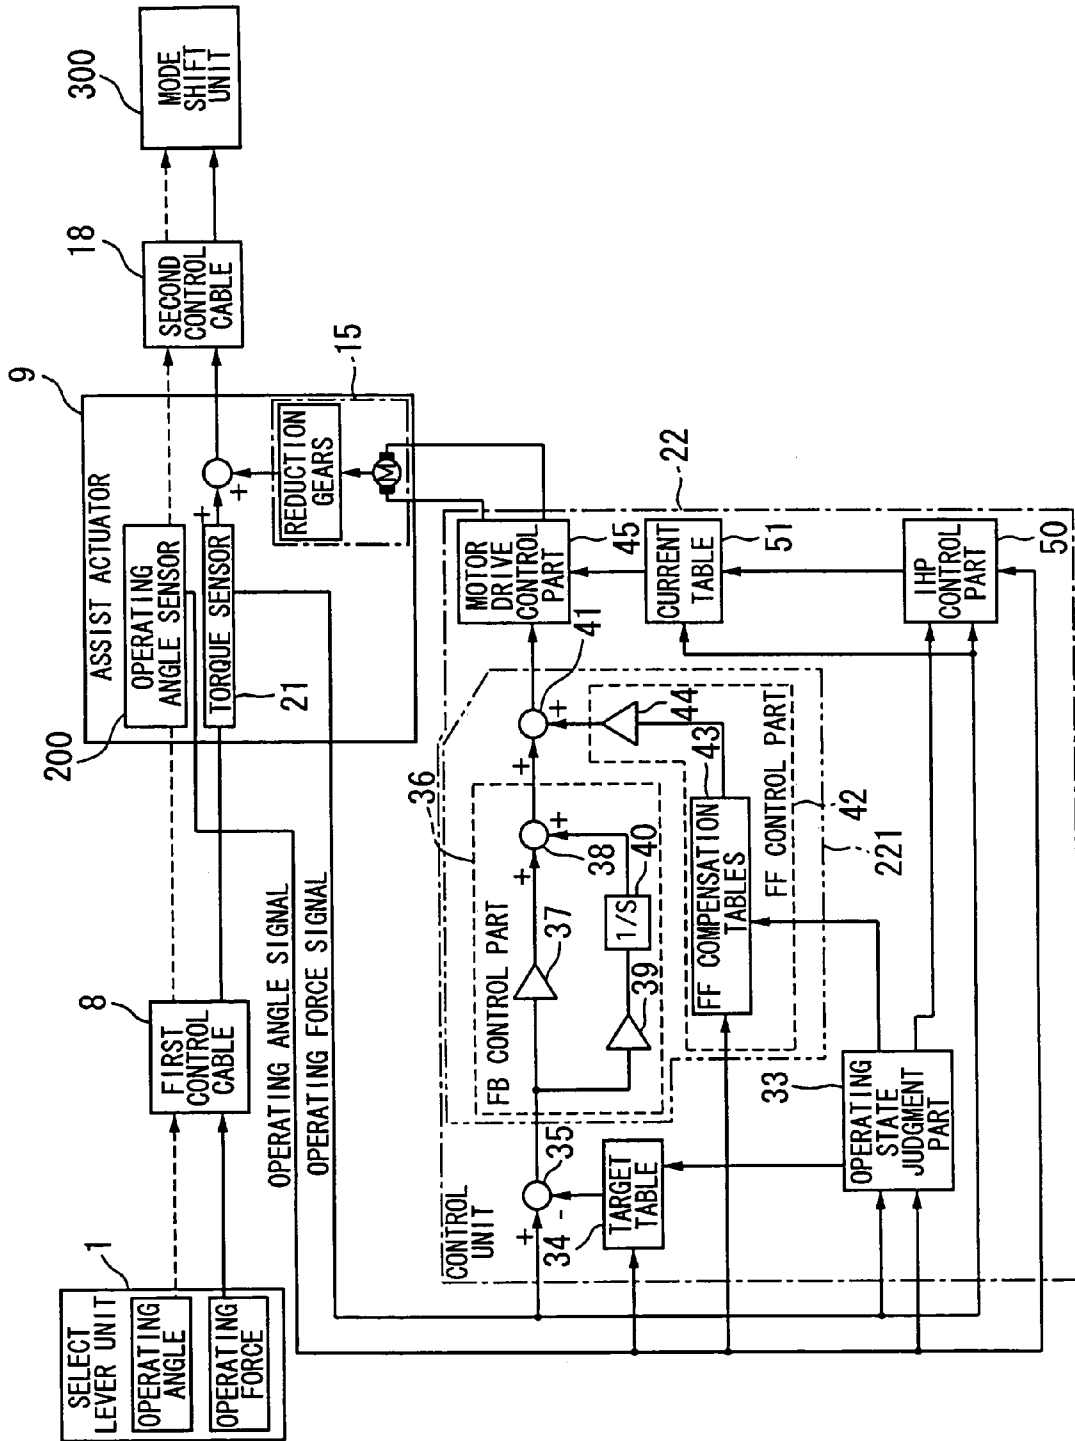 SELECT
LEVER UNIT
1
OPERATING
ANGLE
OPERATING
FORCE
8
FIRST
CONTROL
CABLE
OPERATING ANGLE SIGNAL
OPERATING FORCE SIGNAL
9
ASSIST ACTUATOR
200
OPERATING
ANGLE SENSOR
TORQUE SENSOR
21
+
+
REDUCTION
GEARS
M
15
18
SECOND
CONTROL
CABLE
300
MODE
SHIFT
UNIT
CONTROL
UNIT
22
+
-
35
34
TARGET
TABLE
36
FB CONTROL PART
37
39
1/S
40
+
+
38
+
+
41
44
FF COMPENSATION
TABLES
43
FF CONTROL PART
42
221
33
OPERATING
STATE
JUDGMENT
PART
MOTOR
DRIVE
CONTROL
PART
45
CURRENT
TABLE
51
IHP
CONTROL
PART
50